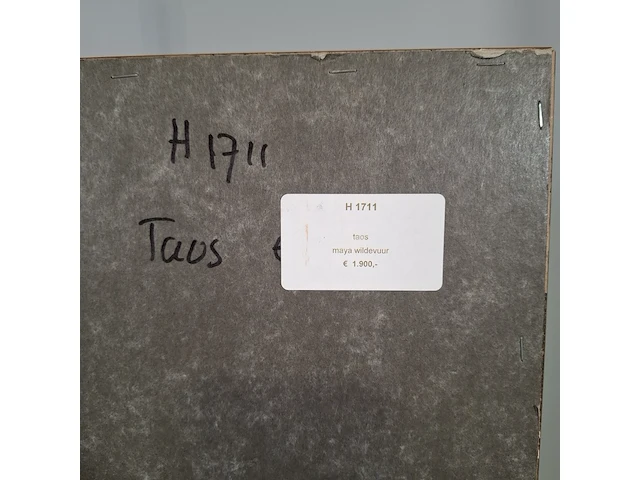 H 1711
Taos
H 1711
taos
maya wildevuur
€ 1.900,-